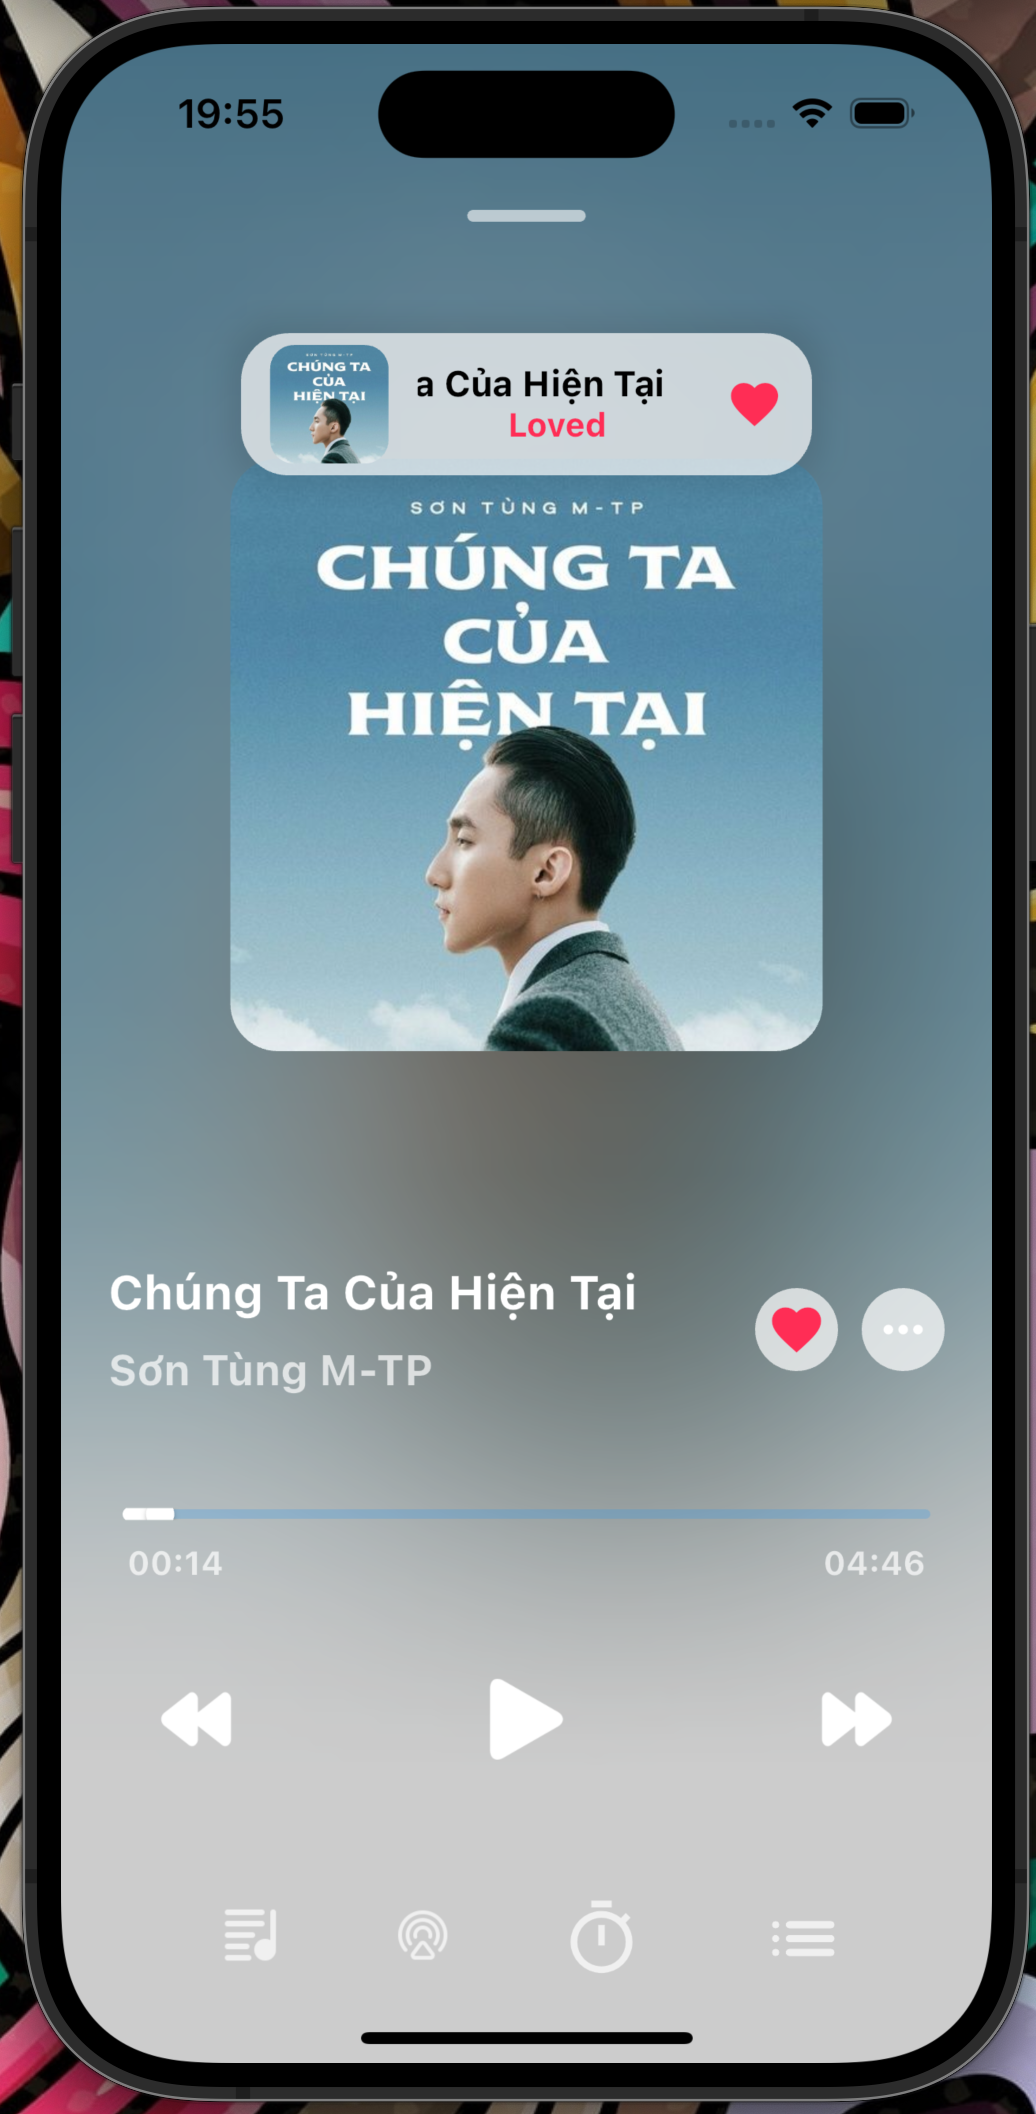 19:55
SƠN TÙNG M-TP
CHÚNG TA
CỦA
HIỆN TẠI
a Của Hiện Tại
Loved
SƠN TÙNG M-TP
CHÚNG TA
CỦA
HIỆN TẠI
Chúng Ta Của Hiện Tại
Sơn Tùng M-TP
00:14
04:46